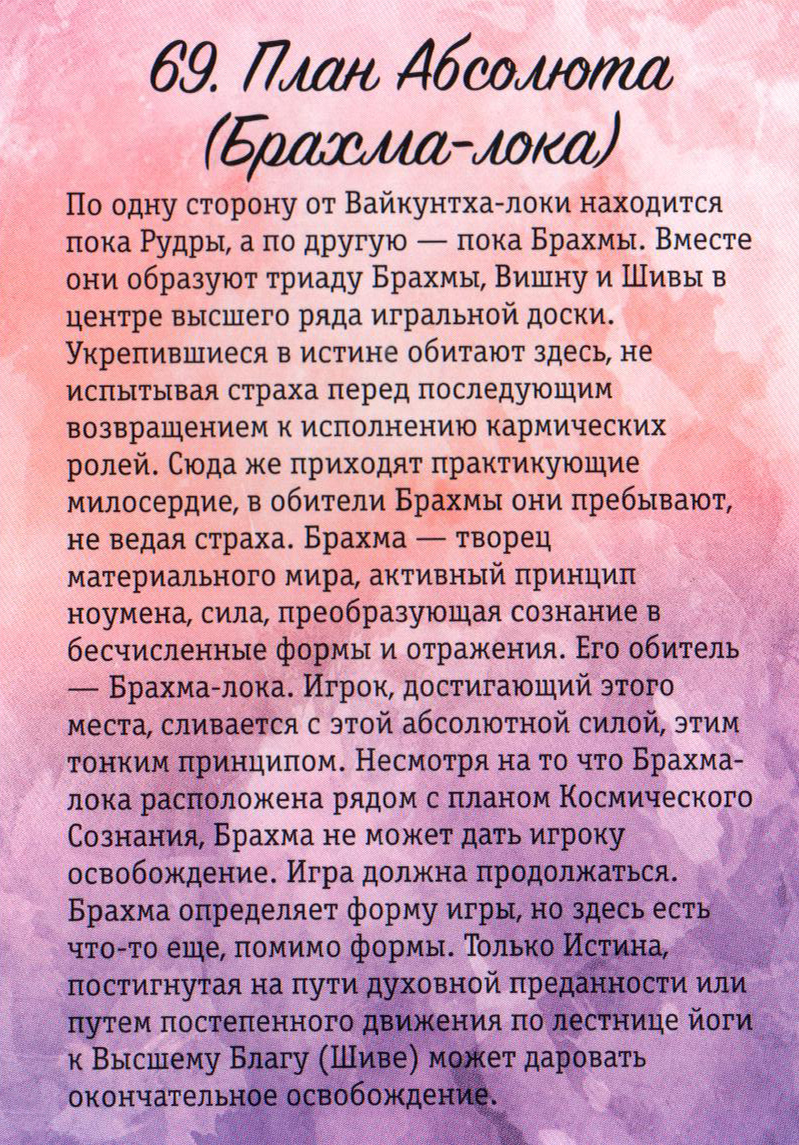 69. План Абсолюта
(Брахма-лока)
По одну сторону от Вайкунтха-локи находится
пока Рудры, а по другую — пока Брахмы. Вместе
они образуют триаду Брахмы, Вишну и Шивы в
центре высшего ряда игральной доски.
Укрепившиеся в истине обитают здесь, не
испытывая страха перед последующим
возвращением к исполнению кармических
ролей. Сюда же приходят практикующие
милосердие, в обители Брахмы они пребывают,
не ведая страха. Брахма — творец
материального мира, активный принцип
ноумена, сила, преобразующая сознание в
бесчисленные формы и отражения. Его обитель
— Брахма-лока. Игрок, достигающий этого
места, сливается с этой абсолютной силой, этим
тонким принципом. Несмотря на то что Брахма-
лока расположена рядом с планом Космического
Сознания, Брахма не может дать игроку
освобождение. Игра должна продолжаться.
Брахма определяет форму игры, но здесь есть
что-то еще, помимо формы. Только Истина,
постигнутая на пути духовной преданности или
путем постепенного движения по лестнице йоги
к Высшему Благу (Шиве) может даровать
окончательное освобождение.